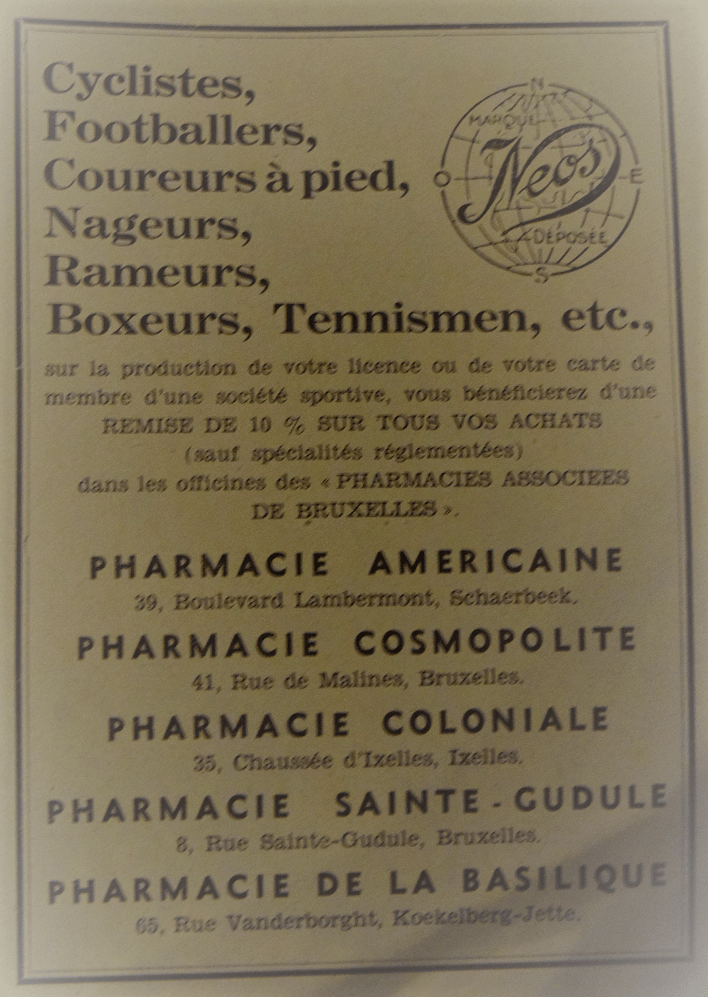 Cyclistes,
Footballers,
Coureurs à pied,
Nageurs,
Rameurs,
Boxeurs, Tennismen, etc.,
N
MARQUE
O
Neos
E
DÉPOSÉE
S
sur la production de votre licence ou de votre carte de
membre d'une société sportive, vous bénéficierez d'une
REMISE DE 10 % SUR TOUS VOS ACHATS
(sauf spécialités réglementées)
dans les officines des « PHARMACIES ASSOCIEES
DE BRUXELLES ».
PHARMACIE AMERICAINE
39, Boulevard Lambermont, Schaerbeek.
PHARMACIE COSMOPOLITE
41, Rue de Malines, Bruxelles.
PHARMACIE COLONIALE
35, Chaussée d'Ixelles, Ixelles.
PHARMACIE SAINTE-GUDULE
8, Rue Sainte-Gudule, Bruxelles.
PHARMACIE DE LA BASILIQUE
65, Rue Vanderborght, Koekelberg-Jette.